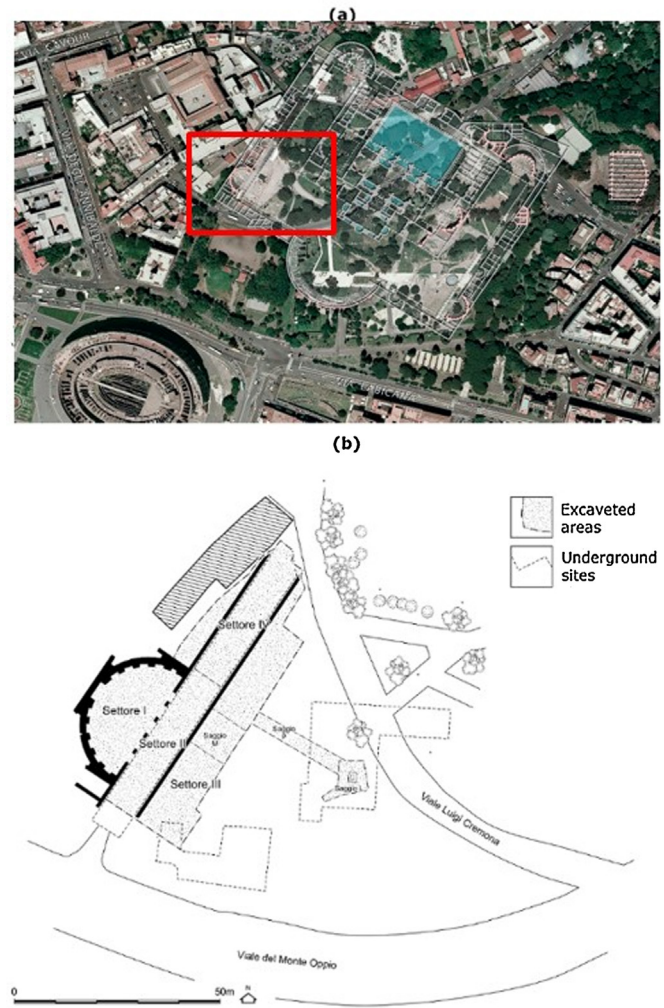 (a)
VIA CAVOUR
VIA LABICANA
(b)
Excaveted
areas
Underground
sites
Settore IV
Settore I
Settore II
Saggio
M
Saggio
Settore III
Saggio L
Viale Luigi Cremona
Viale del Monte Oppio
0
50m
N